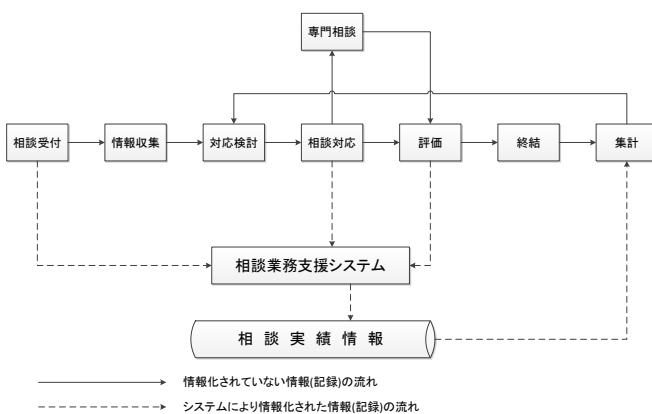 専門相談
相談受付
情報収集
対応検討
相談対応
評価
終結
集計
相談業務支援システム
相 談 実 績 情 報
情報化されていない情報(記録)の流れ
システムにより情報化された情報(記録)の流れ